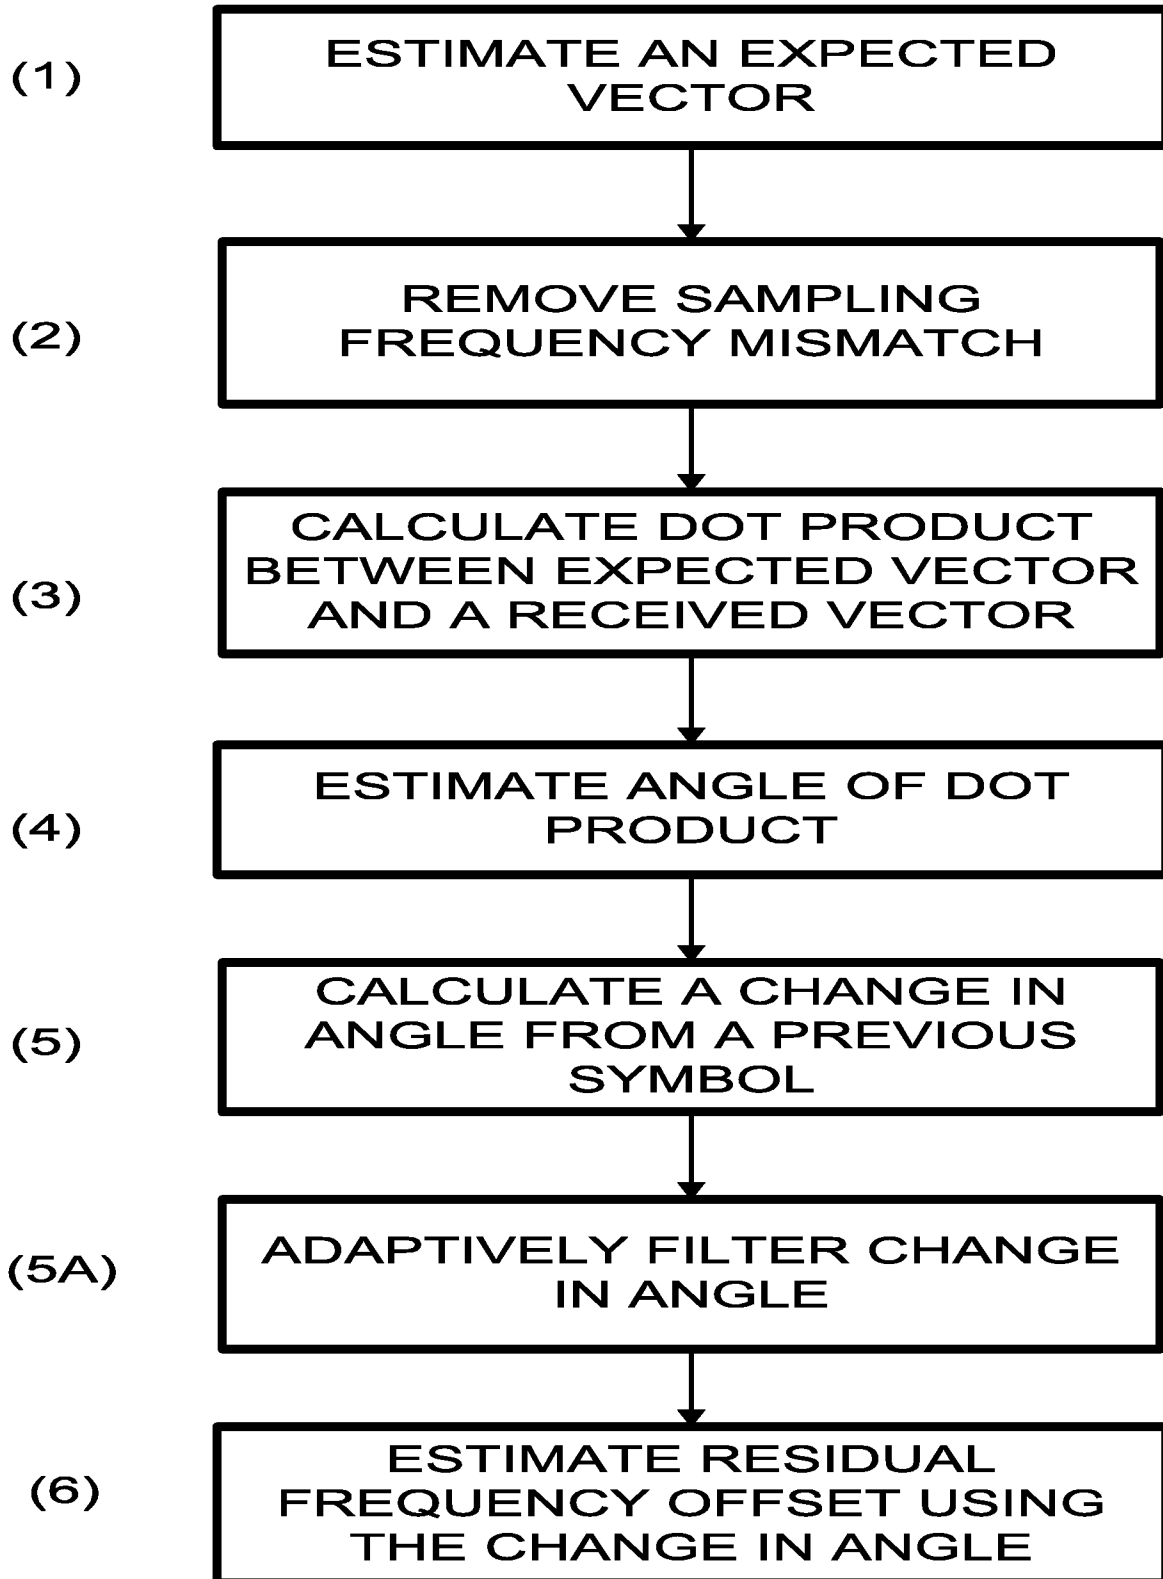 (1)
ESTIMATE AN EXPECTED
VECTOR
(2)
REMOVE SAMPLING
FREQUENCY MISMATCH
(3)
CALCULATE DOT PRODUCT
BETWEEN EXPECTED VECTOR
AND A RECEIVED VECTOR
(4)
ESTIMATE ANGLE OF DOT
PRODUCT
(5)
CALCULATE A CHANGE IN
ANGLE FROM A PREVIOUS
SYMBOL
(5A)
ADAPTIVELY FILTER CHANGE
IN ANGLE
(6)
ESTIMATE RESIDUAL
FREQUENCY OFFSET USING
THE CHANGE IN ANGLE